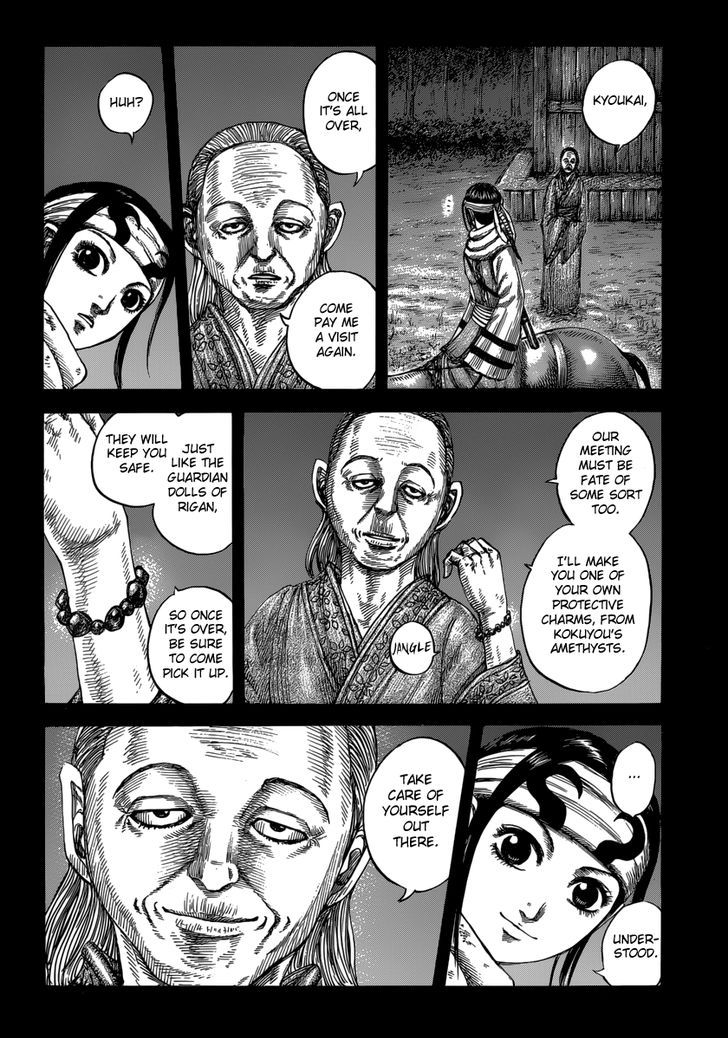 KYOUKAI,
...
ONCE
IT'S ALL
OVER,
COME
PAY ME
A VISIT
AGAIN.
HUH?
OUR
MEETING
MUST BE
FATE OF
SOME SORT
TOO.
I'LL MAKE
YOU ONE OF
YOUR OWN
PROTECTIVE
CHARMS, FROM
KOKUYOU'S
AMETHYSTS.
JANGLE
JUST
LIKE THE
GUARDIAN
DOLLS OF
RIGAN,
THEY WILL
KEEP YOU
SAFE.
SO ONCE
IT'S OVER,
BE SURE
TO COME
PICK IT UP.
...
UNDER-
STOOD.
TAKE
CARE OF
YOURSELF
OUT
THERE.